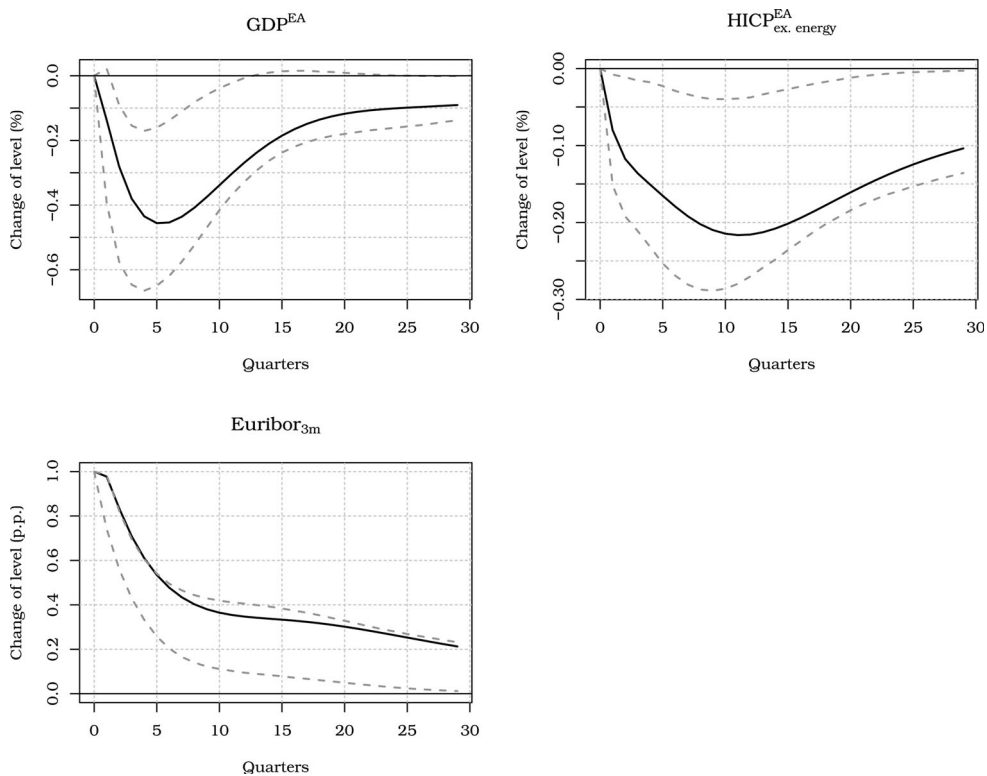 GDP^EA
Change of level (%)
0.0
−0.2
−0.4
−0.6
0 5 10 15 20 25 30
Quarters
HICP^EA_ex. energy
Change of level (%)
0.00
−0.10
−0.20
−0.30
0 5 10 15 20 25 30
Quarters
Euribor_3m
Change of level (p.p.)
1.0
0.8
0.6
0.4
0.2
0.0
0 5 10 15 20 25 30
Quarters